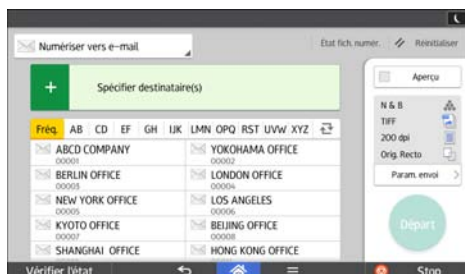 Numériser vers e-mail
État fich. numer.
Réinitialiser
+ Spécifier destinataire(s)
Aperçu
Fréq. AB CD EF GH IJK LMN OPQ RST UVW XYZ
N & B
TIFF
200 dpi
Orig. Recto
Param. envoi
Départ
ABCD COMPANY
00001
YOKOHAMA OFFICE
00002
BERLIN OFFICE
00003
LONDON OFFICE
00004
NEW YORK OFFICE
00005
LOS ANGELES
00006
KYOTO OFFICE
00007
BEIJING OFFICE
00008
SHANGHAI OFFICE
HONG KONG OFFICE
Vérifier l'état
Stop